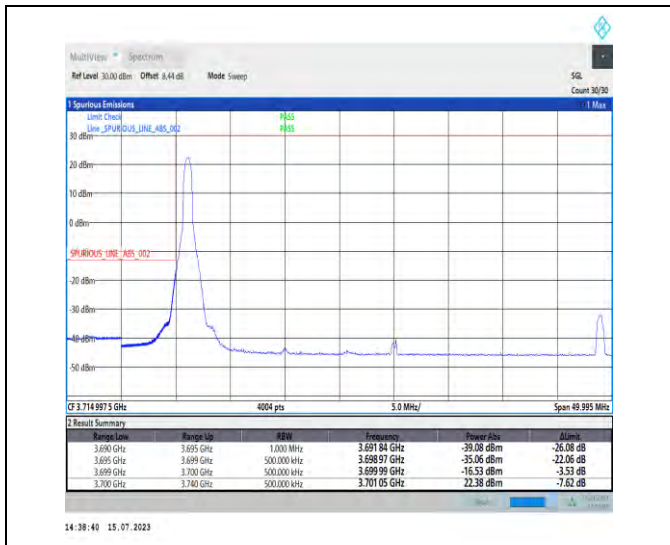 MultiView Spectrum
Ref Level 30.00 dBm Offset 8.44 dB Mode Sweep SGL
Count 30/30
1 Spurious Emissions 1 Max
Limit Check PASS
Line _SPURIOUS_LINE_ABS_002 PASS
30 dBm
20 dBm
10 dBm
0 dBm
SPURIOUS_LINE_ABS_002
-20 dBm
-30 dBm
-40 dBm
-50 dBm
CF 3.714 997 5 GHz 4004 pts 5.0 MHz/ Span 49.995 MHz
2 Result Summary
Range Low Range Up RBW Frequency Power Abs ΔLimit
3.690 GHz 3.695 GHz 1.000 MHz 3.691 84 GHz -39.08 dBm -26.08 dB
3.695 GHz 3.699 GHz 500.000 kHz 3.698 97 GHz -35.06 dBm -22.06 dB
3.699 GHz 3.700 GHz 500.000 kHz 3.699 99 GHz -16.53 dBm -3.53 dB
3.700 GHz 3.740 GHz 500.000 kHz 3.701 05 GHz 22.38 dBm -7.62 dB
14:38:40 15.07.2023